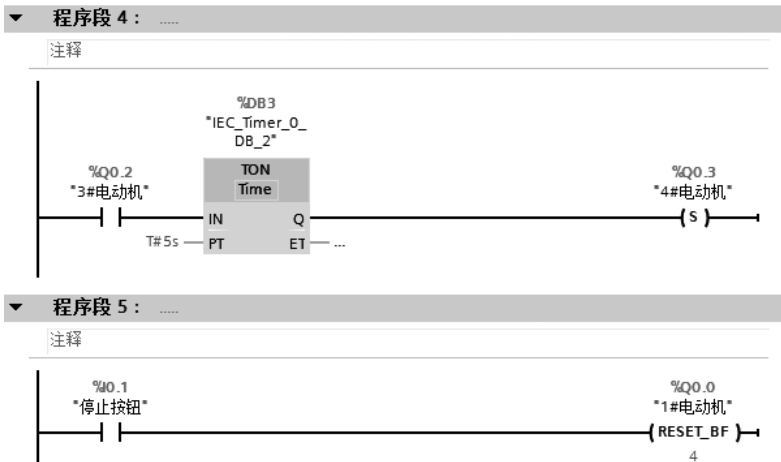 程序段 4： .....
注释
%DB3
"IEC_Timer_0_
DB_2"
%Q0.2
"3#电动机"
TON
Time
%Q0.3
"4#电动机"
IN
Q
S
T#5s
PT
ET
...
程序段 5： .....
注释
%I0.1
"停止按钮"
%Q0.0
"1#电动机"
RESET_BF
4